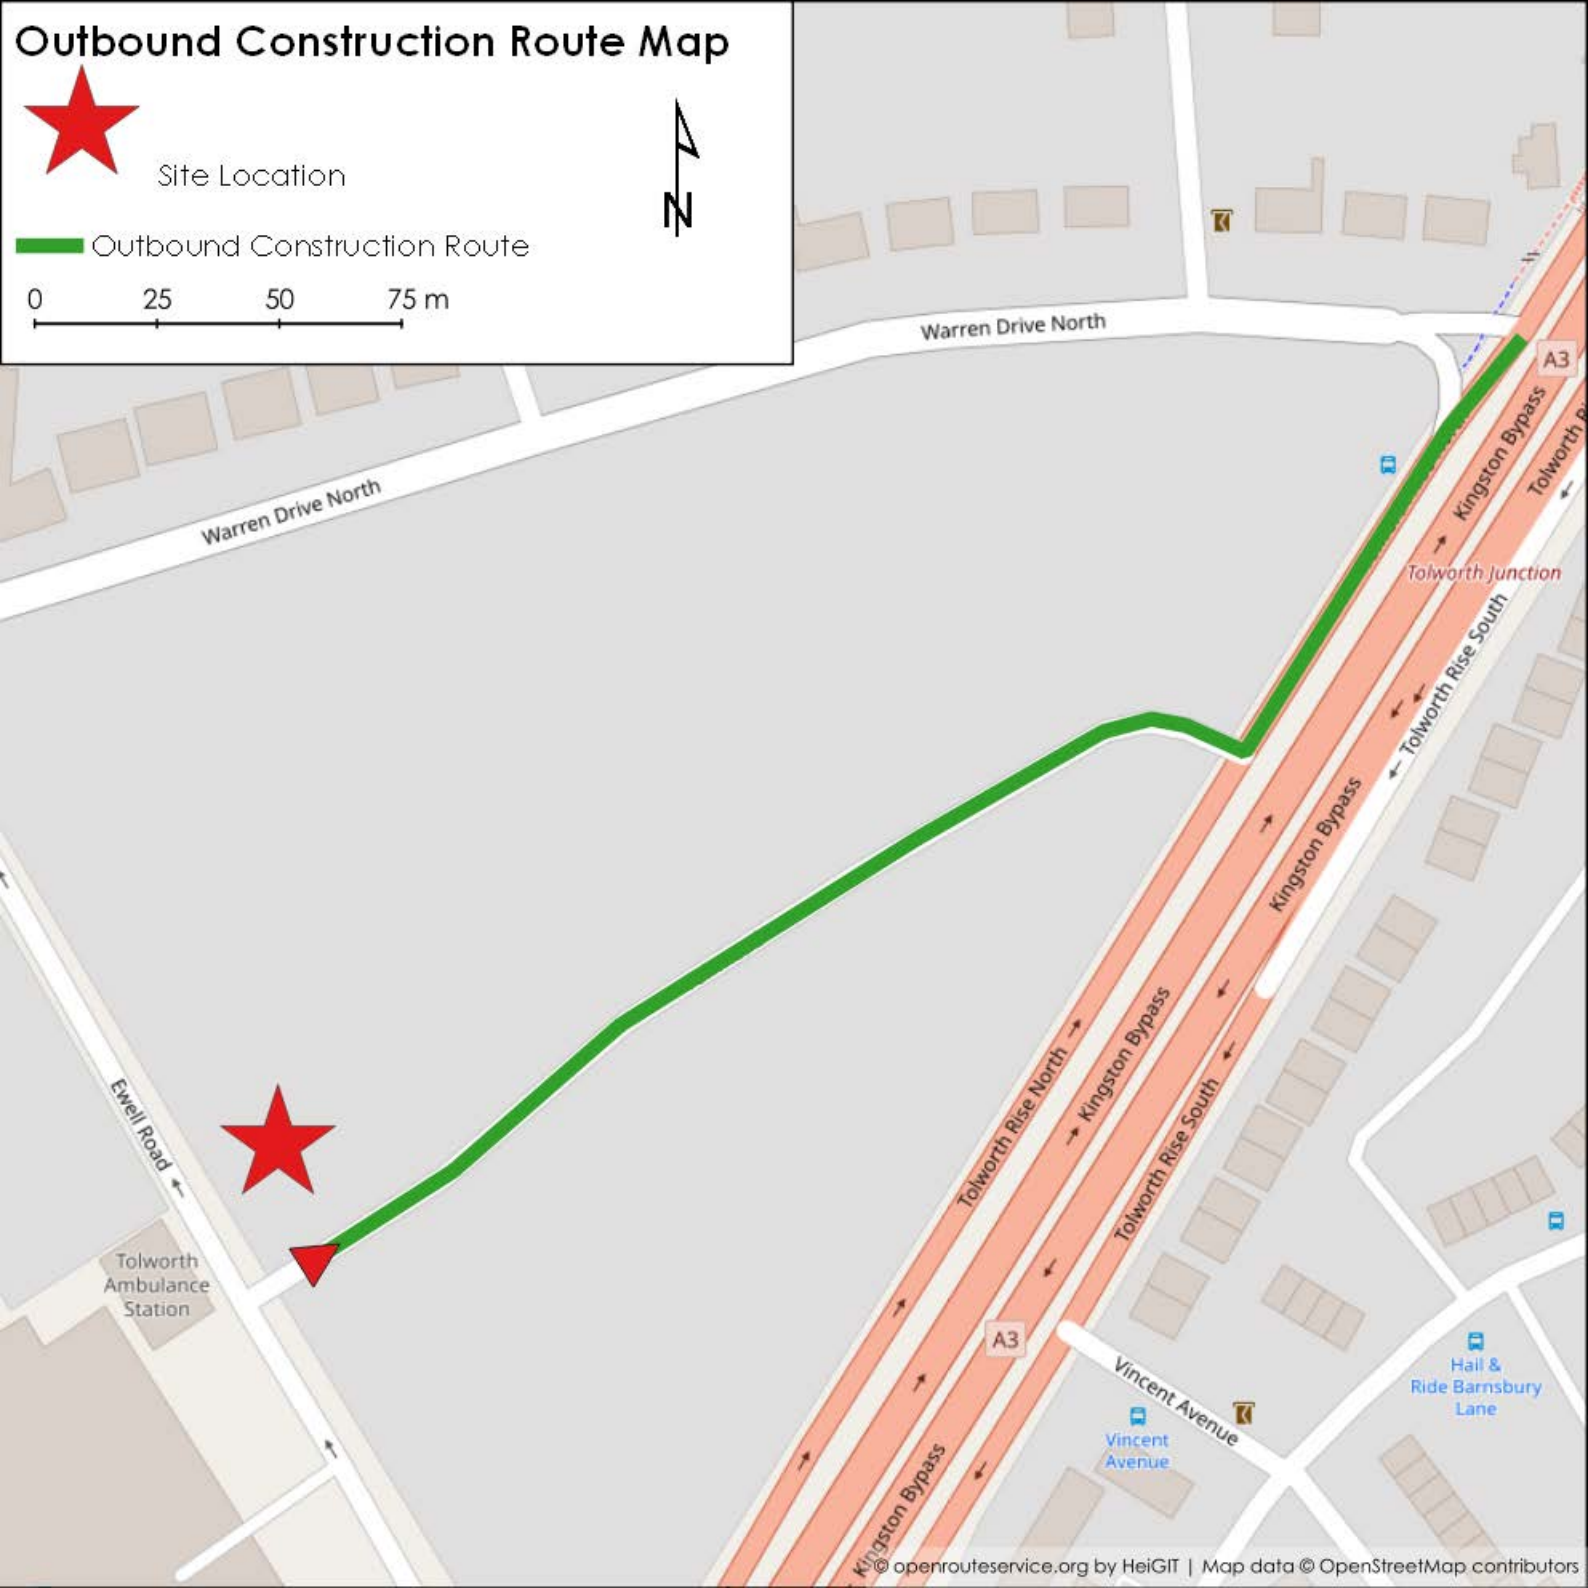 Outbound Construction Route Map
Site Location
N
Outbound Construction Route
0 25 50 75 m
Warren Drive North
Warren Drive North
A3
Kingston Bypass
Tolworth R
Tolworth Junction
Tolworth Rise South
Kingston Bypass
Kingston Bypass
Tolworth Rise North
Tolworth Rise South
Ewell Road
Tolworth
Ambulance
Station
A3
Vincent Avenue
Hail &
Ride Barnsbury
Lane
Vincent
Avenue
Kingston Bypass
© openrouteservice.org by HeiGIT | Map data © OpenStreetMap contributors